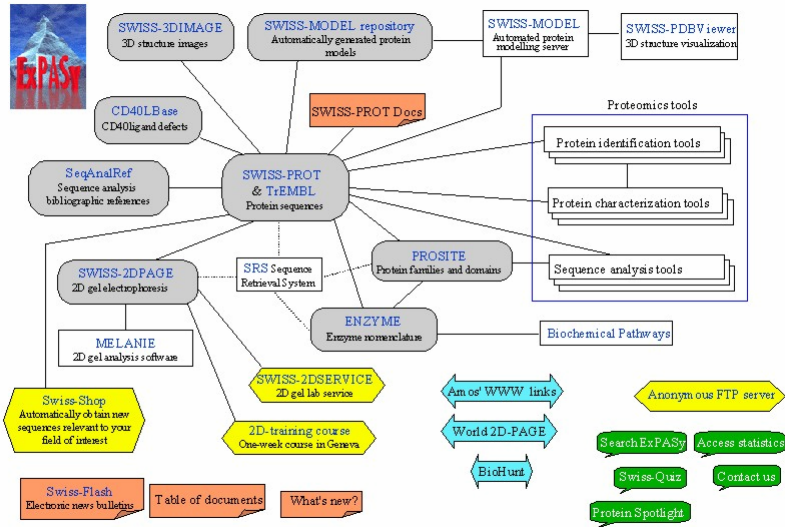 ExPASy
SWISS-3DIMAGE
3D structure images
SWISS-MODEL repository
Automatically generated protein
models
SWISS-MODEL
Automated protein
modelling server
SWISS-PDBViewer
3D structure visualization
CD40LBase
CD40ligand defects
SWISS-PROT Docs
Proteomics tools
Protein identification tools
SeqAnalRef
Sequence analysis
bibliographic references
SWISS-PROT
& TrEMBL
Protein sequences
Protein characterization tools
SWISS-2DPAGE
2D gel electrophoresis
SRS Sequence
Retrieval System
PROSITE
Protein families and domains
Sequence analysis tools
MELANIE
2D gel analysis software
ENZYME
Enzyme nomenclature
Biochemical Pathways
Swiss-Shop
Automatically obtain new
sequences relevant to your
field of interest
SWISS-2DSERVICE
2D gel lab service
2D-training course
One-week course in Geneva
Amos' WWW links
World 2D-PAGE
BioHunt
Anonymous FTP server
Search ExPASy
Access statistics
Swiss-Quiz
Contact us
Protein Spotlight
Swiss-Flash
Electronic news bulletins
Table of documents
What's new?